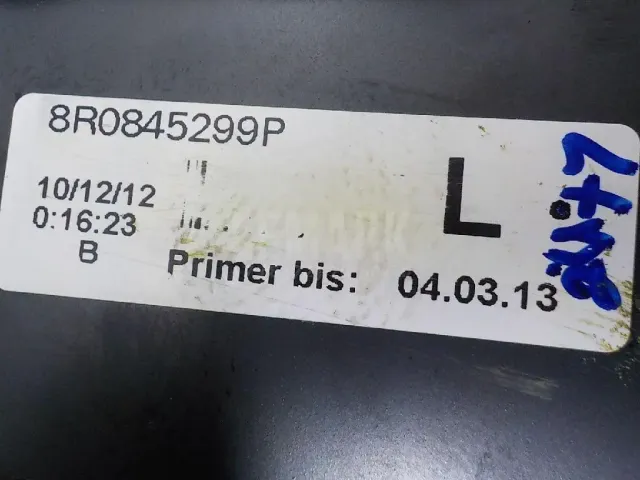 8R0845299P
10/12/12
0:16:23
B
L
Primer bis: 04.03.13